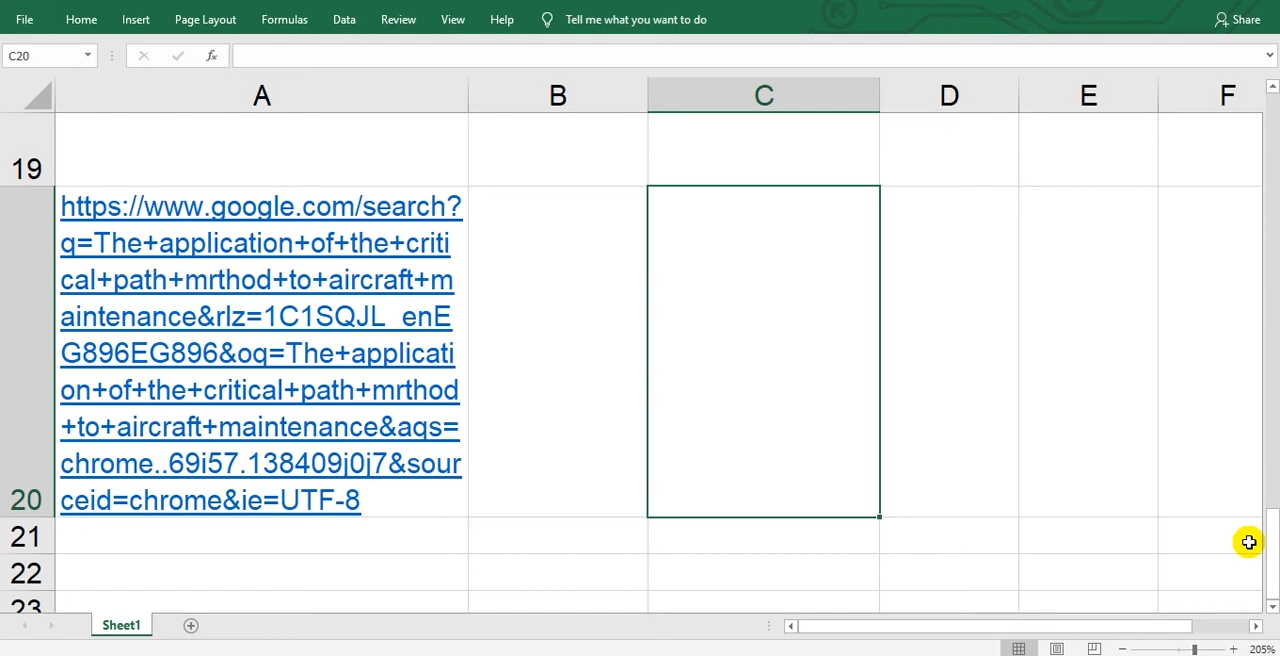 File Home Insert Page Layout Formulas Data Review View Help Tell me what you want to do Share
C20 fx
A B C D E F
19
https://www.google.com/search?
q=The+application+of+the+criti
cal+path+mrthod+to+aircraft+m
aintenance&rlz=1C1SQJL_enE
G896EG896&oq=The+applicati
on+of+the+critical+path+mrthod
+to+aircraft+maintenance&aqs=
chrome..69i57.138409j0j7&sour
20 ceid=chrome&ie=UTF-8
21
22
23
Sheet1
205%